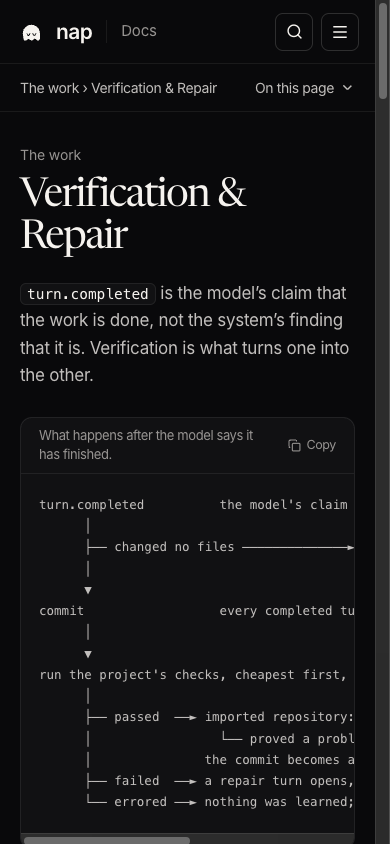 nap Docs
The work › Verification & Repair On this page
The work
Verification &
Repair
turn.completed is the model’s claim that
the work is done, not the system’s finding
that it is. Verification is what turns one into
the other.
What happens after the model says it
has finished.
Copy
turn.completed the model's claim
│
├── changed no files ──────────────►
│
▼
commit every completed tu
│
▼
run the project's checks, cheapest first,
│
├── passed ──► imported repository:
│ └── proved a probl
│ the commit becomes a
├── failed ──► a repair turn opens,
└── errored ──► nothing was learned;